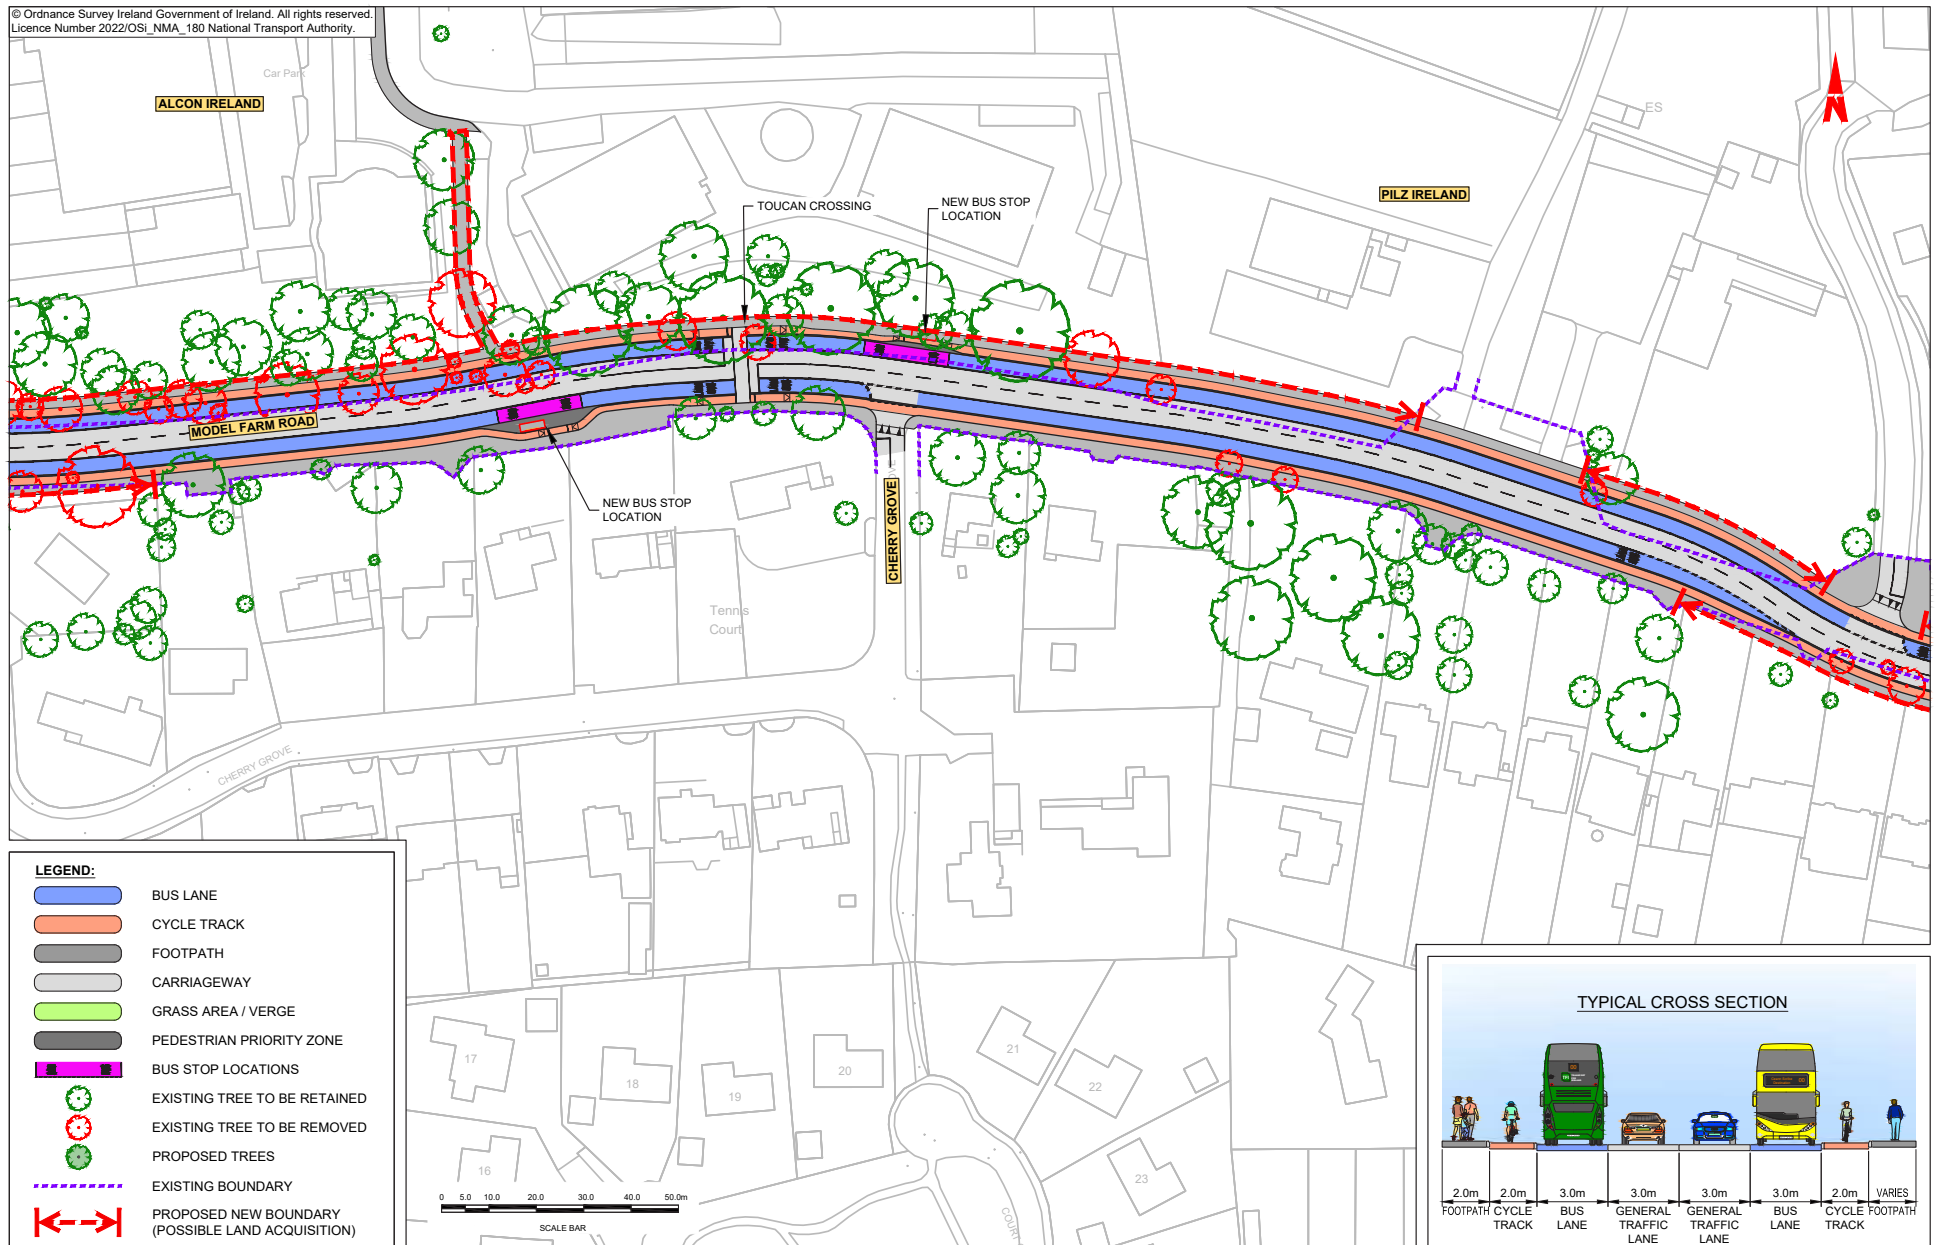 © Ordnance Survey Ireland Government of Ireland. All rights reserved.
Licence Number 2022/OSi_NMA_180 National Transport Authority.
Car Park
ALCON IRELAND
ES
PILZ IRELAND
TOUCAN CROSSING
NEW BUS STOP
LOCATION
MODEL FARM ROAD
NEW BUS STOP
LOCATION
CHERRY GROVE
Tennis
Court
CHERRY GROVE
LEGEND:
BUS LANE
CYCLE TRACK
FOOTPATH
CARRIAGEWAY
GRASS AREA / VERGE
PEDESTRIAN PRIORITY ZONE
BUS STOP LOCATIONS
EXISTING TREE TO BE RETAINED
EXISTING TREE TO BE REMOVED
PROPOSED TREES
EXISTING BOUNDARY
PROPOSED NEW BOUNDARY
(POSSIBLE LAND ACQUISITION)
17
18
19
20
21
22
16
23
COURT
0 5.0 10.0 20.0 30.0 40.0 50.0m
SCALE BAR
TYPICAL CROSS SECTION
2.0m 2.0m 3.0m 3.0m 3.0m 3.0m 2.0m VARIES
FOOTPATH CYCLE TRACK BUS LANE GENERAL TRAFFIC LANE GENERAL TRAFFIC LANE BUS LANE CYCLE TRACK FOOTPATH